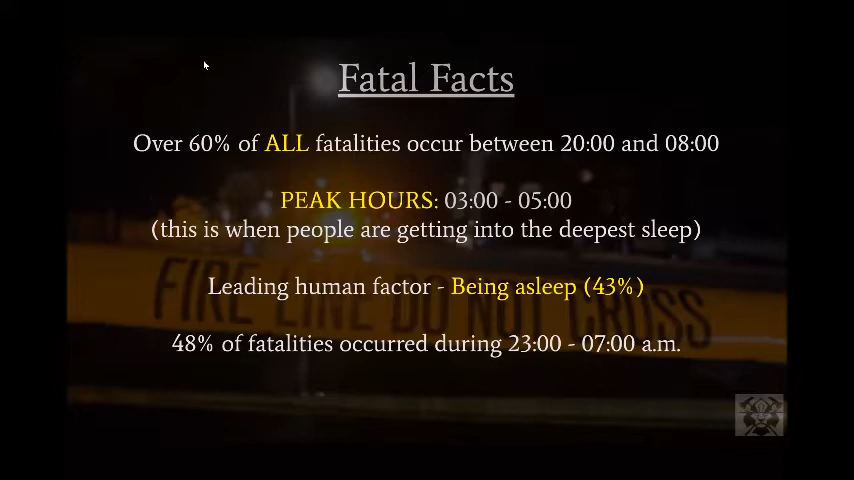 Fatal Facts
Over 60% of ALL fatalities occur between 20:00 and 08:00
PEAK HOURS: 03:00 - 05:00
(this is when people are getting into the deepest sleep)
Leading human factor - Being asleep (43%)
48% of fatalities occurred during 23:00 - 07:00 a.m.
FIRE LINE DO NOT CROSS